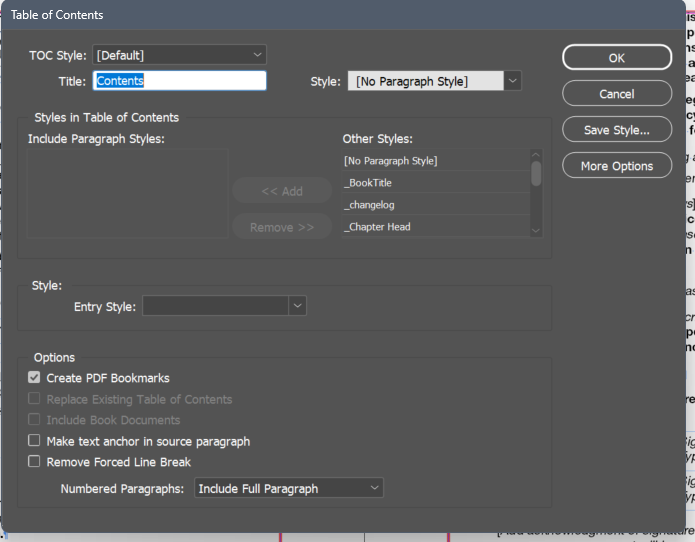 Table of Contents
TOC Style: [Default]
Title: Contents Style: [No Paragraph Style]
OK
Cancel
Save Style...
More Options
Styles in Table of Contents
Include Paragraph Styles: Other Styles:
[No Paragraph Style]
_BookTitle
<< Add
_changelog
Remove >>
_Chapter Head
Style:
Entry Style:
Options
Create PDF Bookmarks
Replace Existing Table of Contents
Include Book Documents
Make text anchor in source paragraph
Remove Forced Line Break
Numbered Paragraphs: Include Full Paragraph